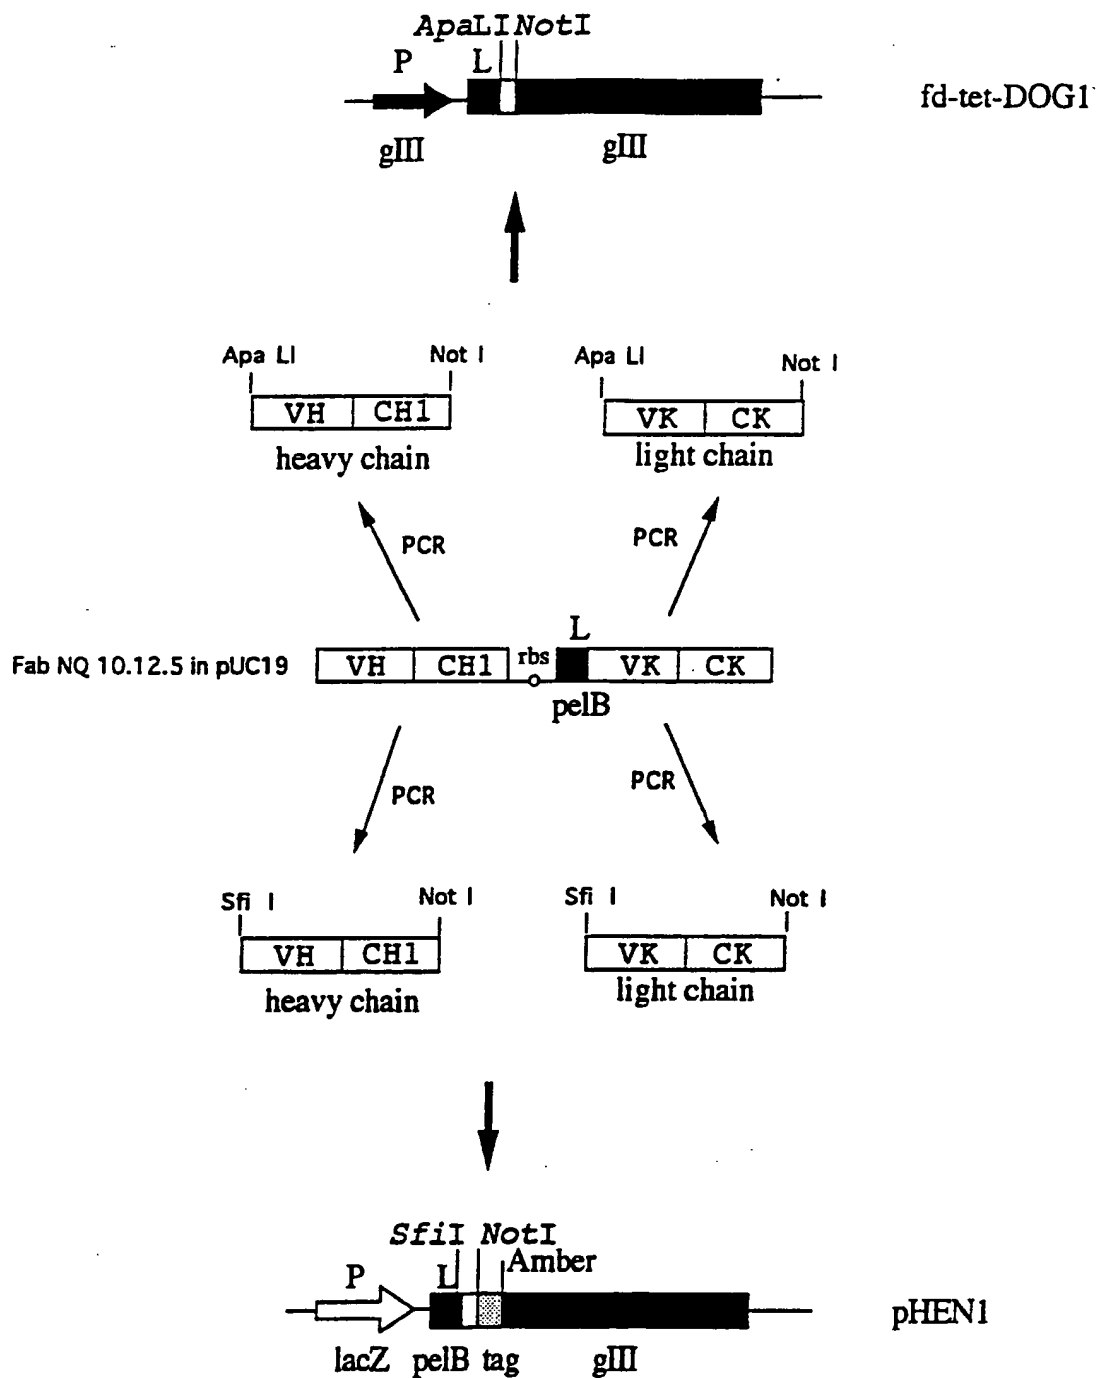 ApaLI NotI
P L
fd-tet-DOG1
gIII gIII
Apa LI Not I Apa LI Not I
VH CH1 VK CK
heavy chain light chain
PCR PCR
L
Fab NQ 10.12.5 in pUC19 VH CH1 rbs VK CK
pelB
PCR PCR
Sfi I Not I Sfi I Not I
VH CH1 VK CK
heavy chain light chain
SfiI NotI
P L Amber
pHEN1
lacZ pelB tag gIII